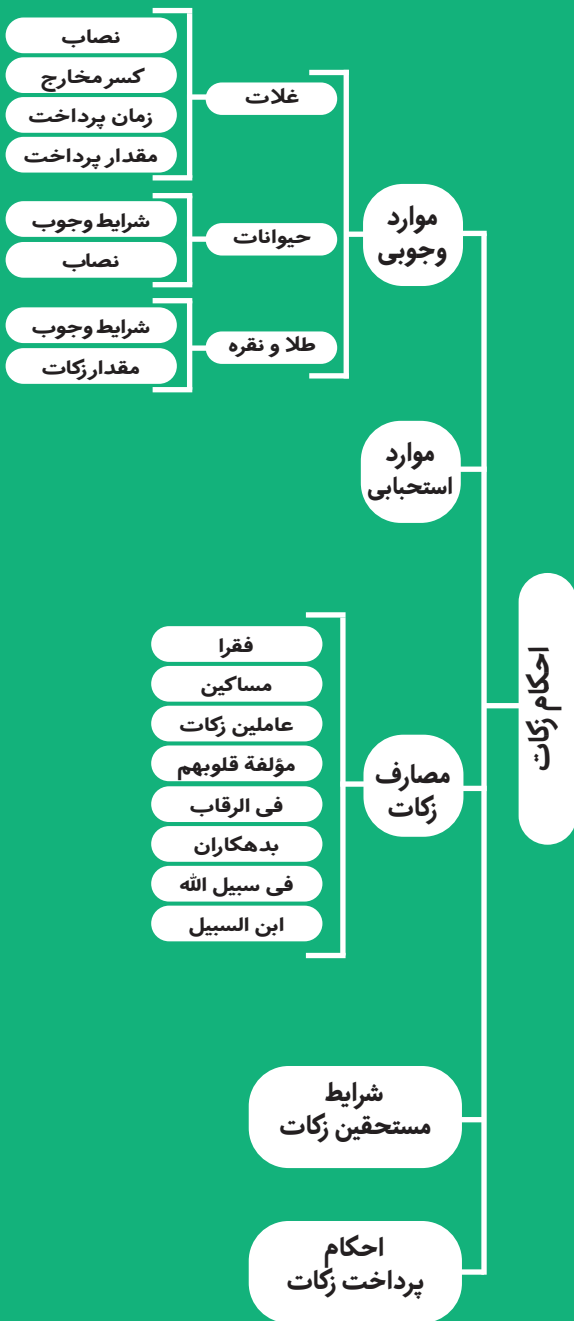 احکام زکات
موارد
وجوبی
غلات
نصاب
کسر مخارج
زمان پرداخت
مقدار پرداخت
حیوانات
شرایط وجوب
نصاب
طلا و نقره
شرایط وجوب
مقدار زکات
موارد
استحبابی
مصارف
زکات
فقرا
مساکین
عاملین زکات
مؤلفة قلوبهم
فی الرقاب
بدهکاران
فی سبیل الله
ابن السبیل
شرایط
مستحقین زکات
احکام
پرداخت زکات